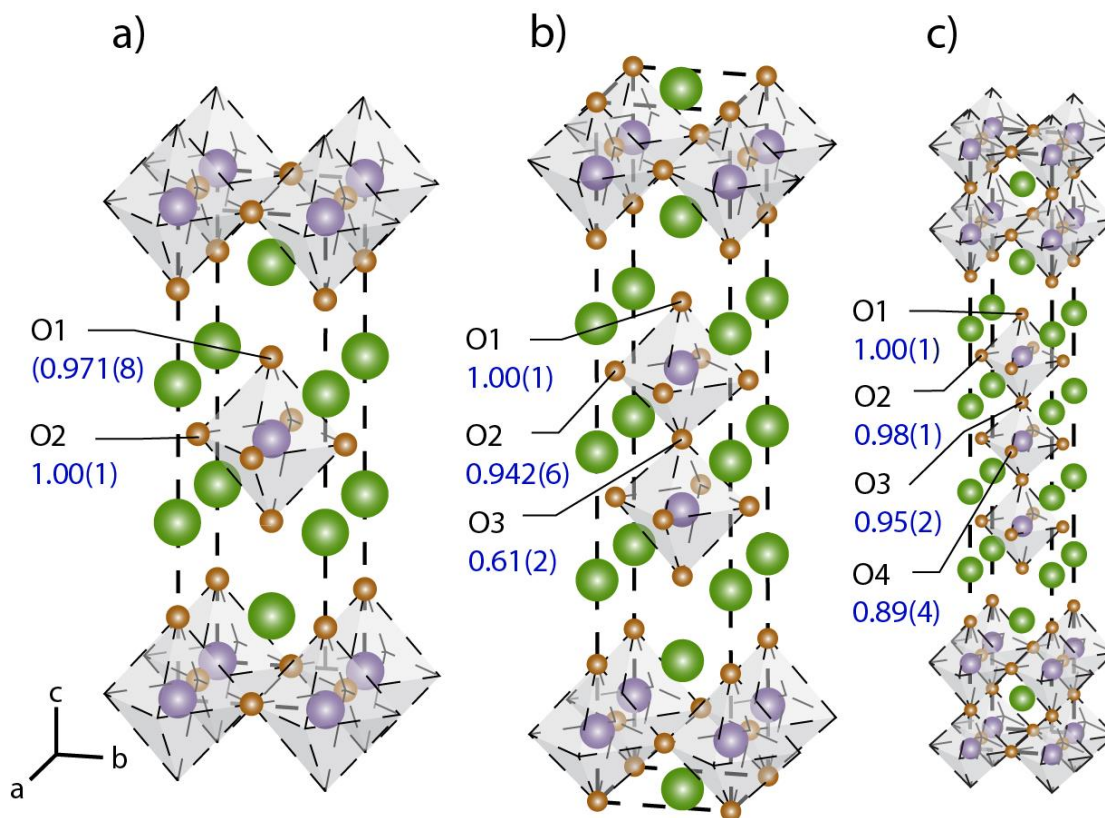 a)
b)
c)
O1
(0.971(8)
O2
1.00(1)
O1
1.00(1)
O2
0.942(6)
O3
0.61(2)
O1
1.00(1)
O2
0.98(1)
O3
0.95(2)
O4
0.89(4)
c
b
a